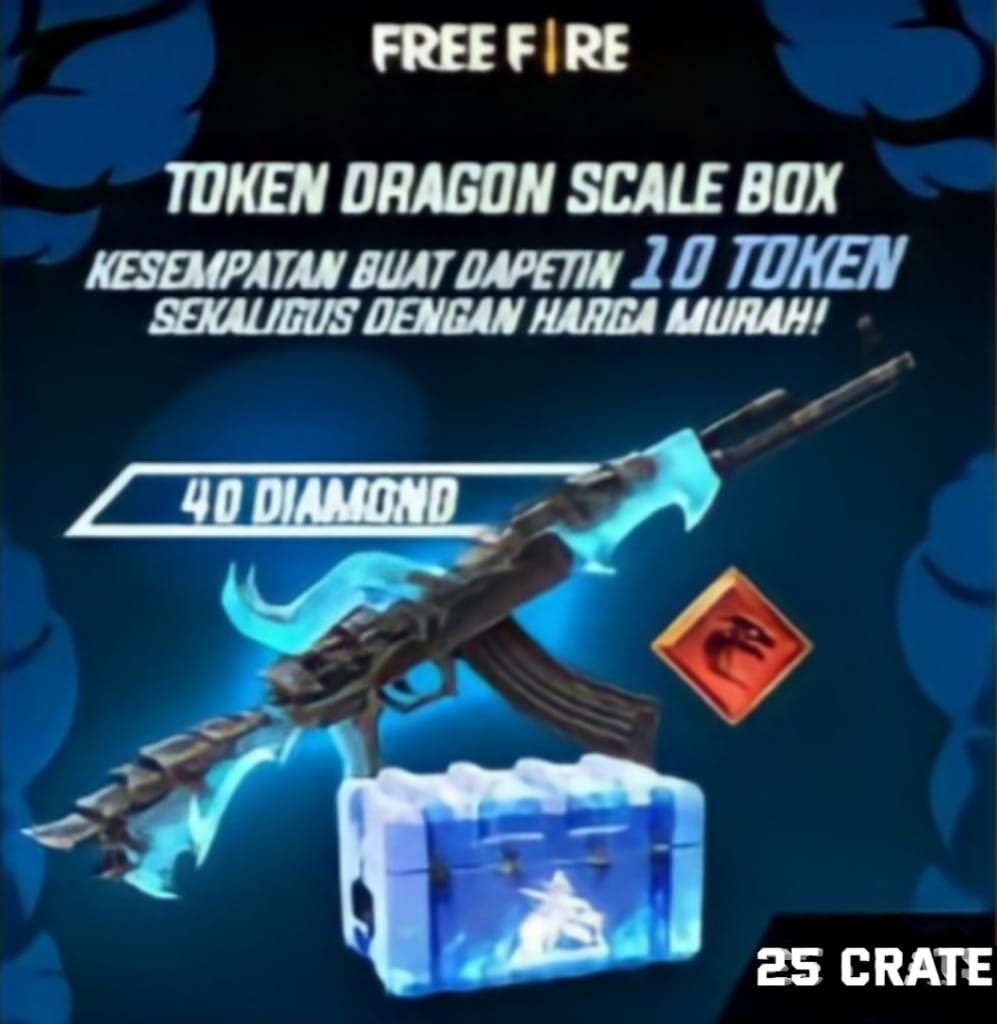 FREE FIRE
TOKEN DRAGON SCALE BOX
KESEMPATAN BUAT DAPETIN 10 TOKEN
SEKALIGUS DENGAN HARGA MURAH!
40 DIAMOND
25 CRATE